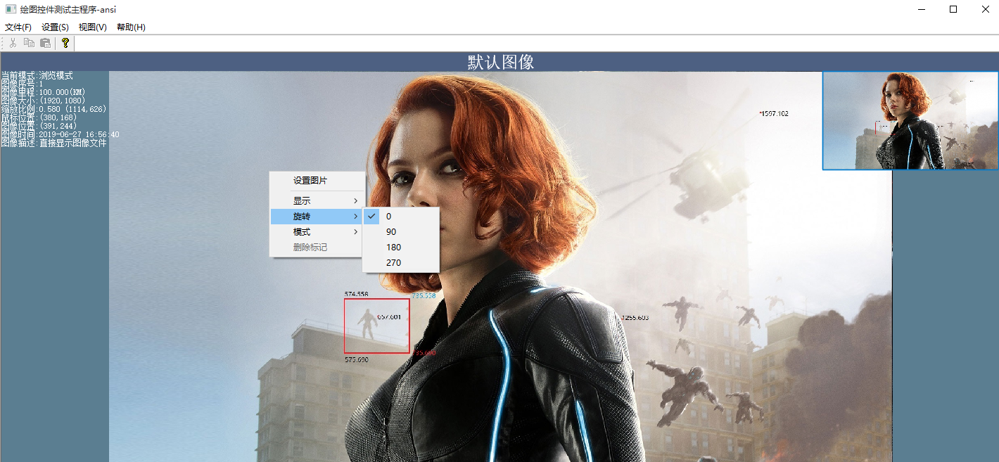 绘图控件测试主程序-ansi
文件(F) 设置(S) 视图(V) 帮助(H)
默认图像
当前模式:浏览模式
图像序号:1
图像里程:100.000(KM)
图像大小:(1920,1080)
缩放比例:0.580 (1114,626)
鼠标位置:(380,168)
图像位置:(391,244)
图像时间:2019-06-27 16:56:40
图像描述:直接显示图像文件
*1597.102
设置图片
显示
旋转
模式
删除标记
0
90
180
270
574.558
735.558
657.601
1255.603
575.690